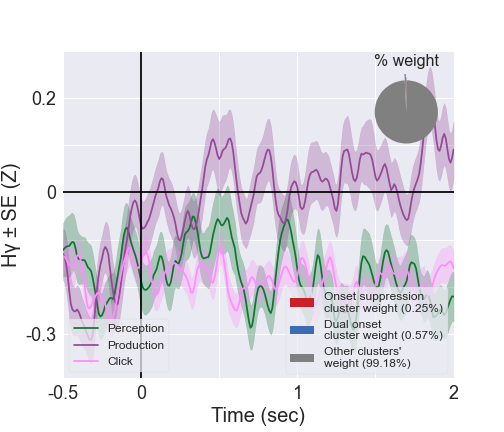 % weight
0.2
0
-0.3
Hγ ± SE (Z)
Perception
Production
Click
Onset suppression
cluster weight (0.25%)
Dual onset
cluster weight (0.57%)
Other clusters'
weight (99.18%)
-0.5
0
1
2
Time (sec)